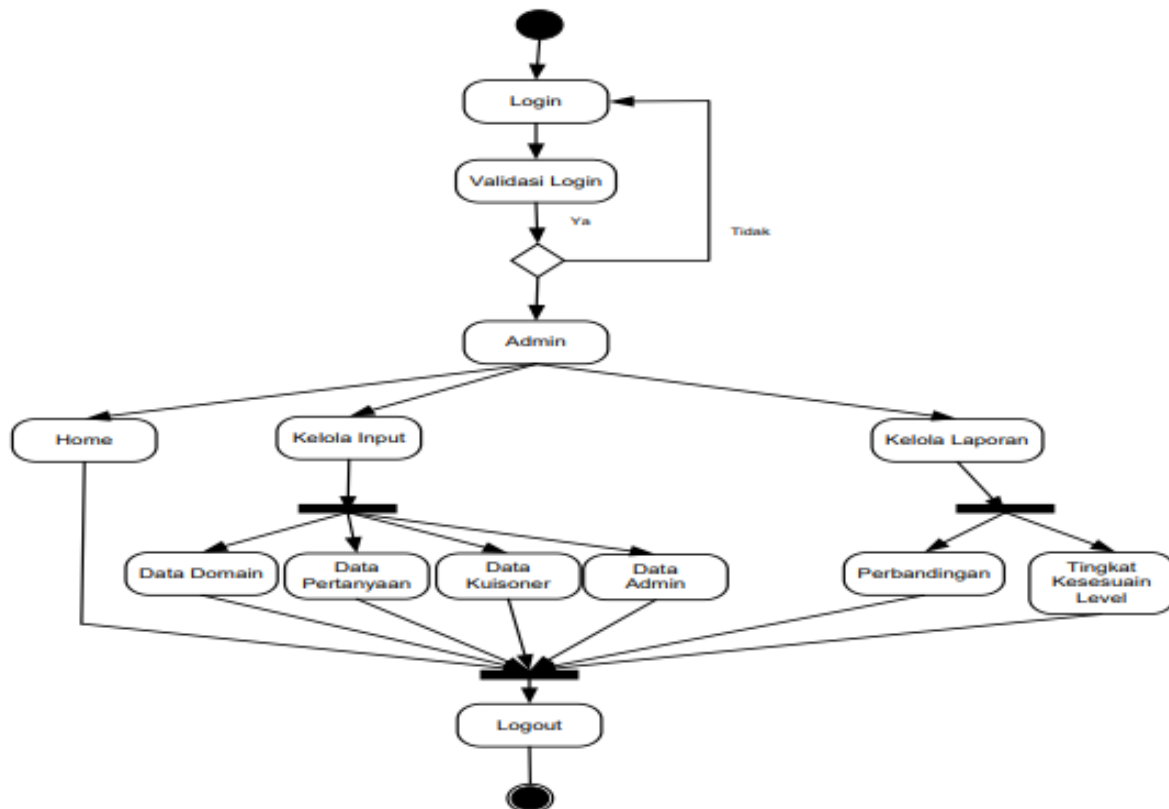 Login
Validasi Login
Ya
Tidak
Admin
Home
Kelola Input
Kelola Laporan
Data Domain
Data
Pertanyaan
Data
Kuisoner
Data
Admin
Perbandingan
Tingkat
Kesesuain
Level
Logout